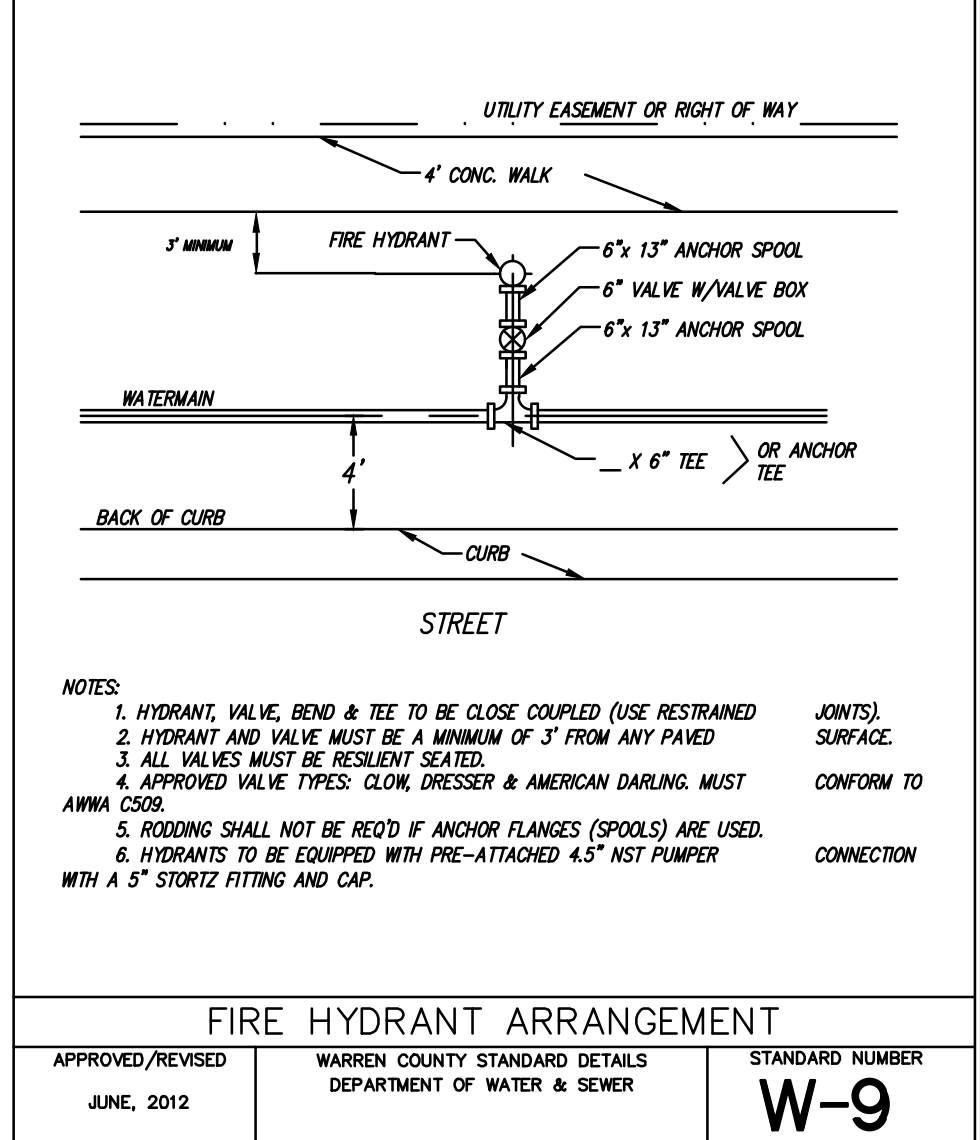 UTILITY EASEMENT OR RIGHT OF WAY
4' CONC. WALK
3' MINIMUM
FIRE HYDRANT
6"x 13" ANCHOR SPOOL
6" VALVE W/VALVE BOX
6"x 13" ANCHOR SPOOL
WATERMAIN
__ X 6" TEE
OR ANCHOR
TEE
4'
BACK OF CURB
CURB
STREET
NOTES:
1. HYDRANT, VALVE, BEND & TEE TO BE CLOSE COUPLED (USE RESTRAINED JOINTS).
2. HYDRANT AND VALVE MUST BE A MINIMUM OF 3' FROM ANY PAVED SURFACE.
3. ALL VALVES MUST BE RESILIENT SEATED.
4. APPROVED VALVE TYPES: CLOW, DRESSER & AMERICAN DARLING. MUST CONFORM TO
AWWA C509.
5. RODDING SHALL NOT BE REQ'D IF ANCHOR FLANGES (SPOOLS) ARE USED.
6. HYDRANTS TO BE EQUIPPED WITH PRE-ATTACHED 4.5" NST PUMPER CONNECTION
WITH A 5" STORTZ FITTING AND CAP.
FIRE HYDRANT ARRANGEMENT
APPROVED/REVISED
JUNE, 2012
WARREN COUNTY STANDARD DETAILS
DEPARTMENT OF WATER & SEWER
STANDARD NUMBER
W-9